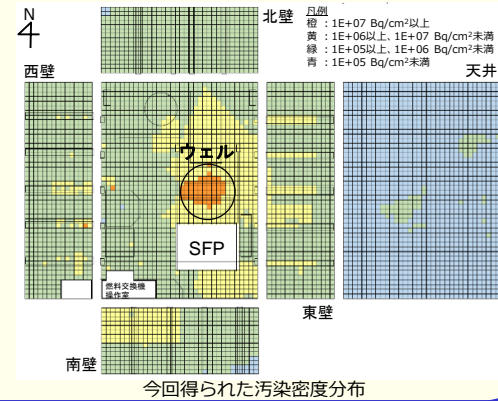 N
北壁
凡例
橙 : 1E+07 Bq/cm²以上
黄 : 1E+06以上、1E+07 Bq/cm²未満
緑 : 1E+05以上、1E+06 Bq/cm²未満
青 : 1E+05 Bq/cm²未満
西壁
天井
ウェル
SFP
燃料交換機
操作室
東壁
南壁
今回得られた汚染密度分布